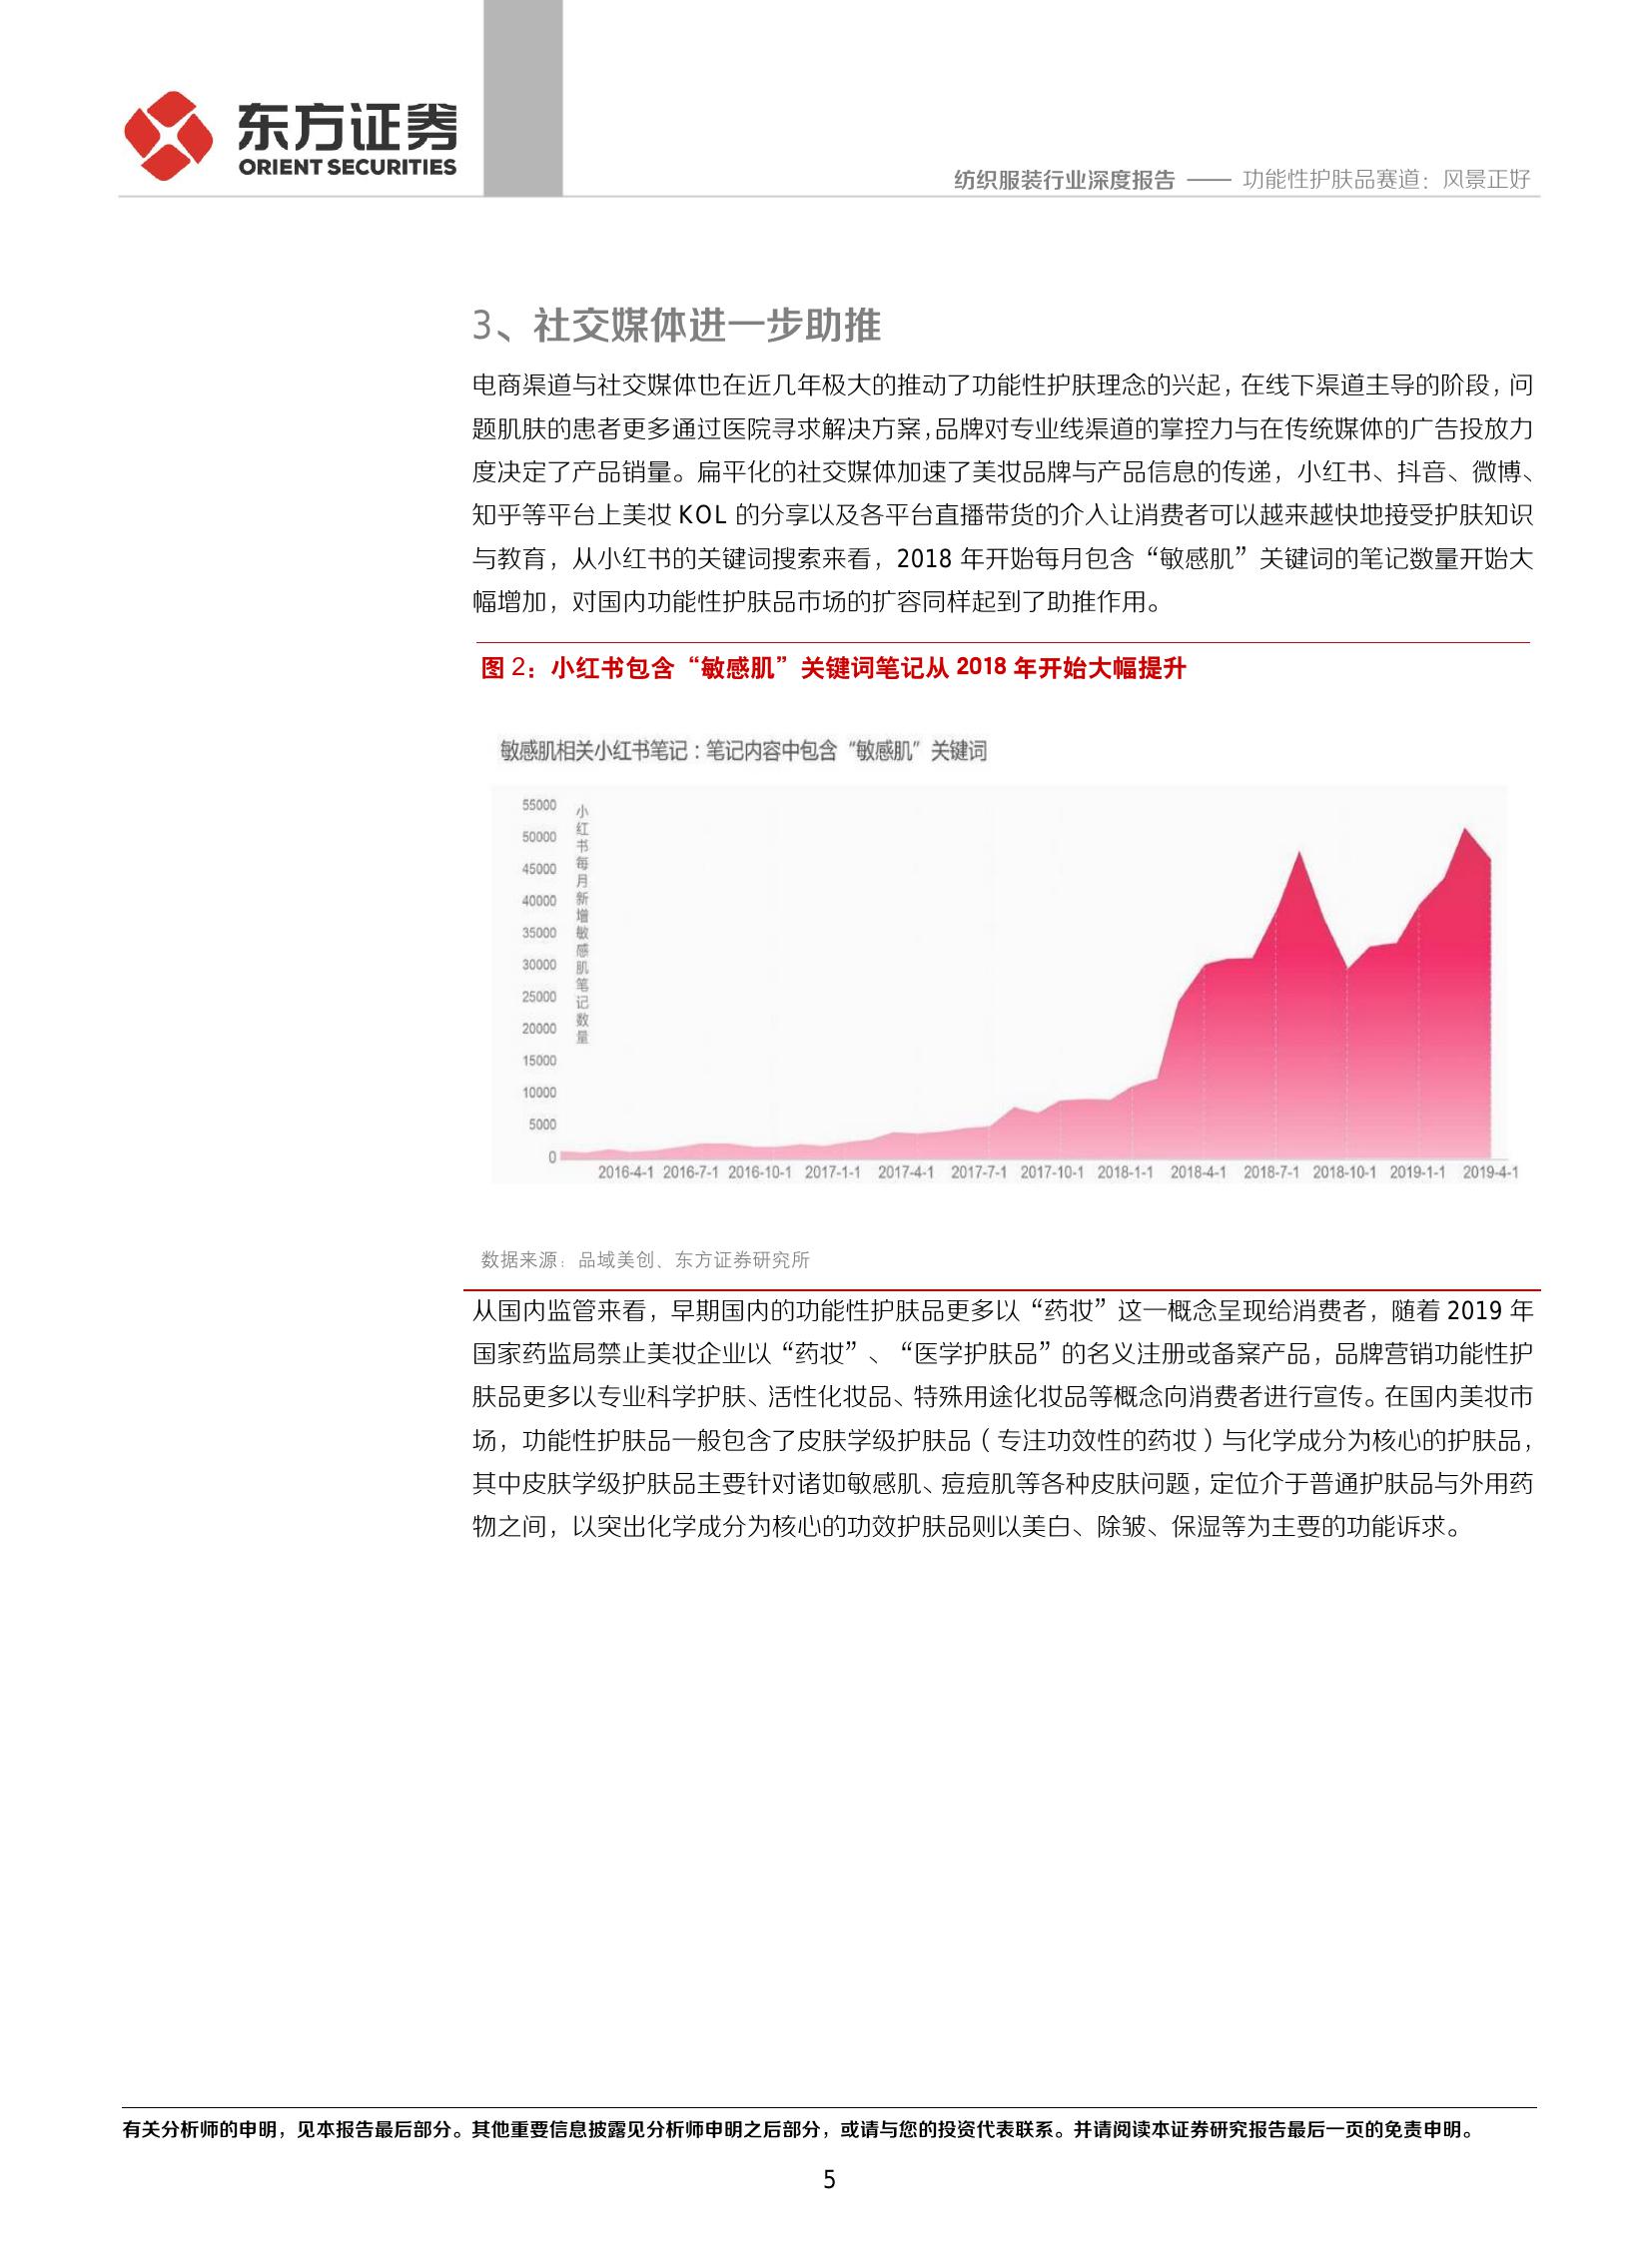 东方证券
ORIENT SECURITIES
纺织服装行业深度报告 —— 功能性护肤品赛道：风景正好
3、社交媒体进一步助推
电商渠道与社交媒体也在近几年极大的推动了功能性护肤理念的兴起，在线下渠道主导的阶段，问
题肌肤的患者更多通过医院寻求解决方案，品牌对专业线渠道的掌控力与在传统媒体的广告投放力
度决定了产品销量。扁平化的社交媒体加速了美妆品牌与产品信息的传递，小红书、抖音、微博、
知乎等平台上美妆 KOL 的分享以及各平台直播带货的介入让消费者可以越来越快地接受护肤知识
与教育，从小红书的关键词搜索来看，2018 年开始每月包含“敏感肌”关键词的笔记数量开始大
幅增加，对国内功能性护肤品市场的扩容同样起到了助推作用。
图 2：小红书包含“敏感肌”关键词笔记从 2018 年开始大幅提升
敏感肌相关小红书笔记：笔记内容中包含“敏感肌”关键词
小红书每月新增敏感肌笔记数量
55000
50000
45000
40000
35000
30000
25000
20000
15000
10000
5000
0
2016-4-1 2016-7-1 2016-10-1 2017-1-1 2017-4-1 2017-7-1 2017-10-1 2018-1-1 2018-4-1 2018-7-1 2018-10-1 2019-1-1 2019-4-1
数据来源：品域美创、东方证券研究所
从国内监管来看，早期国内的功能性护肤品更多以“药妆”这一概念呈现给消费者，随着 2019 年
国家药监局禁止美妆企业以“药妆”、“医学护肤品”的名义注册或备案产品，品牌营销功能性护
肤品更多以专业科学护肤、活性化妆品、特殊用途化妆品等概念向消费者进行宣传。在国内美妆市
场，功能性护肤品一般包含了皮肤学级护肤品（专注功效性的药妆）与化学成分为核心的护肤品，
其中皮肤学级护肤品主要针对诸如敏感肌、痘痘肌等各种皮肤问题，定位介于普通护肤品与外用药
物之间，以突出化学成分为核心的功效护肤品则以美白、除皱、保湿等为主要的功能诉求。
有关分析师的申明，见本报告最后部分。其他重要信息披露见分析师申明之后部分，或请与您的投资代表联系。并请阅读本证券研究报告最后一页的免责申明。
5